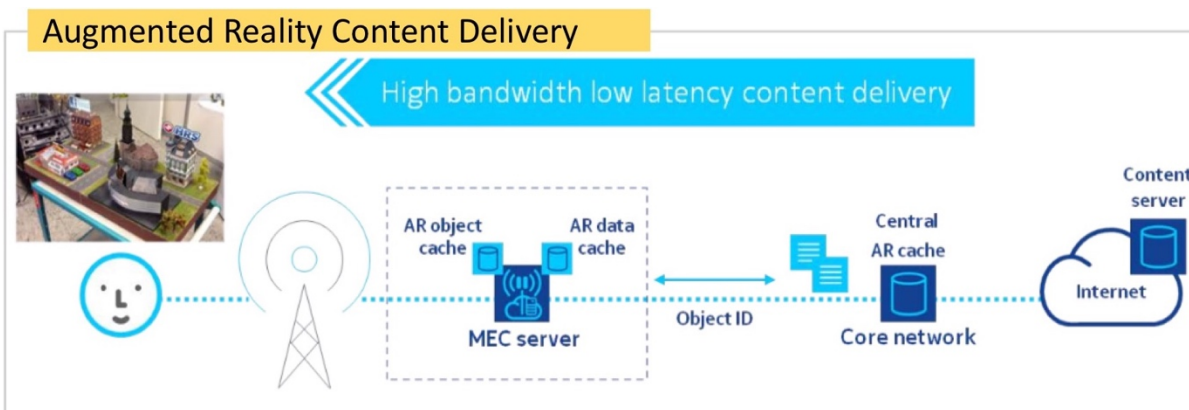 Augmented Reality Content Delivery
High bandwidth low latency content delivery
HRS
Content
server
AR object
cache
AR data
cache
Central
AR cache
Internet
Object ID
MEC server
Core network